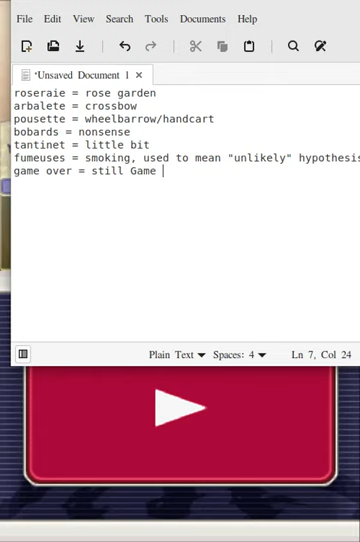 File Edit View Search Tools Documents Help
*Unsaved Document 1
roseraie = rose garden
arbalete = crossbow
pousette = wheelbarrow/handcart
bobards = nonsense
tantinet = little bit
fumeuses = smoking, used to mean "unlikely" hypothesis
game over = still Game
Plain Text Spaces: 4 Ln 7, Col 24